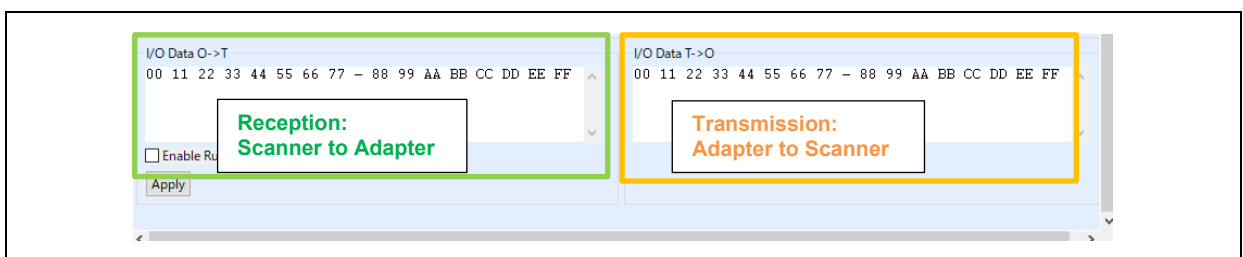 I/O Data O->T
00 11 22 33 44 55 66 77 – 88 99 AA BB CC DD EE FF
Reception:
Scanner to Adapter
Enable Ru
Apply
I/O Data T->O
00 11 22 33 44 55 66 77 – 88 99 AA BB CC DD EE FF
Transmission:
Adapter to Scanner